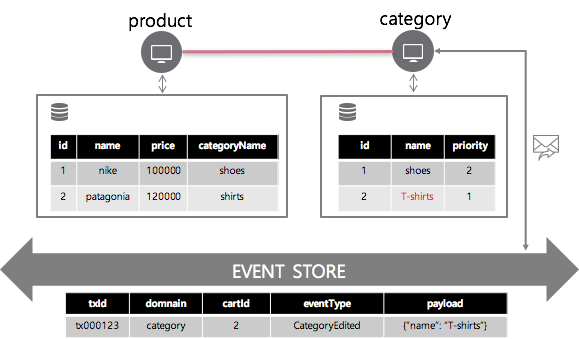 product category
id name price categoryName
1 nike 100000 shoes
2 patagonia 120000 shirts
id name priority
1 shoes 2
2 T-shirts 1
EVENT STORE
txId domnain cartId eventType payload
tx000123 category 2 CategoryEdited {"name": "T-shirts"}